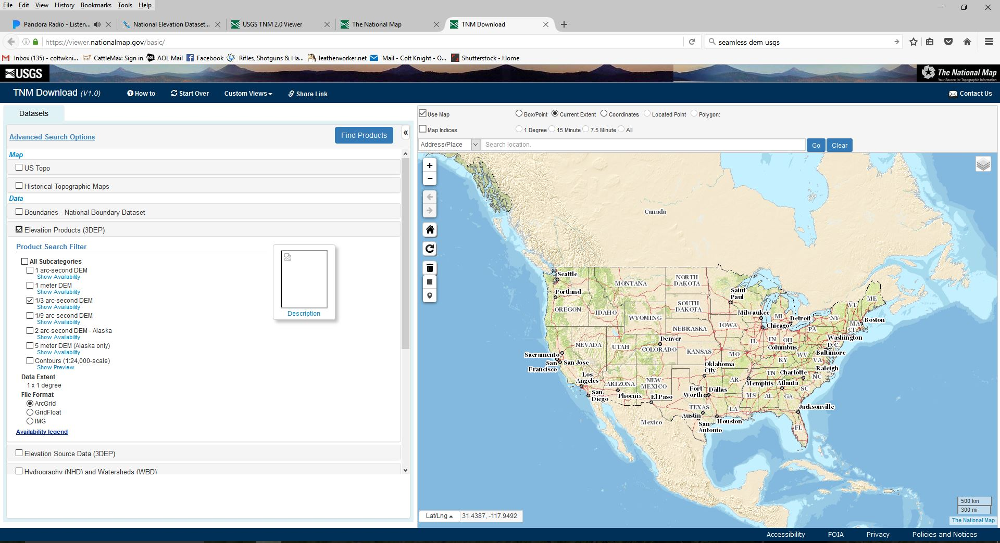 File Edit View History Bookmarks Tools Help
Pandora Radio - Listen...
National Elevation Dataset...
USGS TNM 2.0 Viewer
The National Map
TNM Download
https://viewer.nationalmap.gov/basic/
seamless dem usgs
Inbox (135) - coltwkni...
CattleMax: Sign in
AOL Mail
Facebook
Rifles, Shotguns & Ha...
leatherworker.net
Mail - Colt Knight - O...
Shutterstock - Home
USGS
The National Map
Your Source for Topographic Information
TNM Download (V1.0)
How to
Start Over
Custom Views
Share Link
Contact Us
Datasets
Advanced Search Options
Find Products
«
Map
US Topo
Historical Topographic Maps
Data
Boundaries - National Boundary Dataset
Elevation Products (3DEP)
Product Search Filter
All Subcategories
1 arc-second DEM
Show Availability
1 meter DEM
Show Availability
1/3 arc-second DEM
Show Availability
1/9 arc-second DEM
Show Availability
2 arc-second DEM - Alaska
Show Availability
5 meter DEM (Alaska only)
Show Availability
Contours (1:24,000-scale)
Show Preview
Data Extent
1 x 1 degree
File Format
ArcGrid
GridFloat
IMG
Availability legend
Description
Elevation Source Data (3DEP)
Hydrography (NHD) and Watersheds (WBD)
Use Map
Box/Point Current Extent Coordinates Located Point Polygon:
Map Indices
1 Degree 15 Minute 7.5 Minute All
Address/Place
Search location.
Go
Clear
+
−
Canada
Seattle
Portland
OREGON
IDAHO
MONTANA
NORTH
DAKOTA
SOUTH
DAKOTA
WYOMING
NEBRASKA
Saint
Paul
Milwaukee
MI
Detroit
IOWA
Chicago
IL
IN
OH
Columbus
PA
NY
VT
ME
MA
CT
Boston
Washington
D.C.
Baltimore
WV
VA
KY
Raleigh
NC
TN
Charlotte
SC
Memphis
Atlanta
MS
AL
GA
Jacksonville
FL
NEVADA
UTAH
Denver
COLORADO
KANSAS
MO
Sacramento
San
Francisco
San Jose
Los
Angeles
San
Diego
ARIZONA
Phoenix
NEW
MEXICO
El Paso
Oklahoma
City
AR
Fort
Worth
Dallas
TEXAS
LA
Austin
Houston
San
Antonio
Mexico
Lat/Lng
31.4387, -117.9492
500 km
300 mi
The National Map
Accessibility FOIA Privacy Policies and Notices